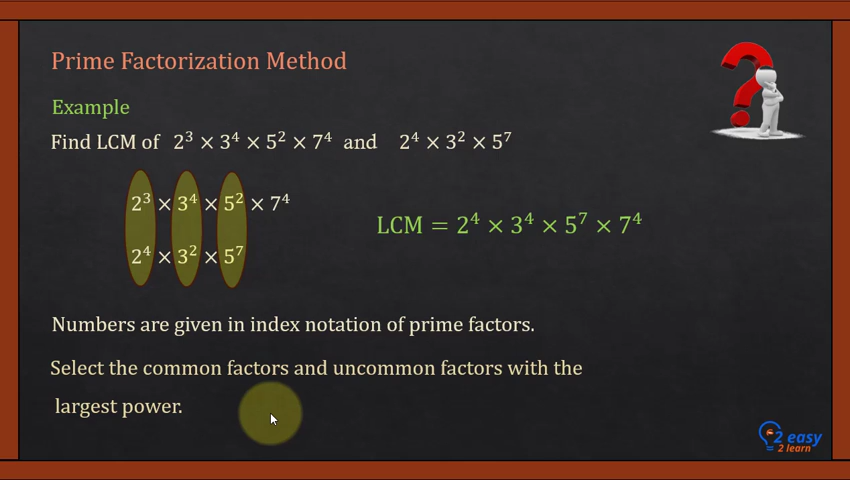 Prime Factorization Method
Example
Find LCM of 2³ × 3⁴ × 5² × 7⁴ and 2⁴ × 3² × 5⁷
2³ × 3⁴ × 5² × 7⁴
2⁴ × 3² × 5⁷
LCM = 2⁴ × 3⁴ × 5⁷ × 7⁴
Numbers are given in index notation of prime factors.
Select the common factors and uncommon factors with the
largest power.
2 easy
2 learn